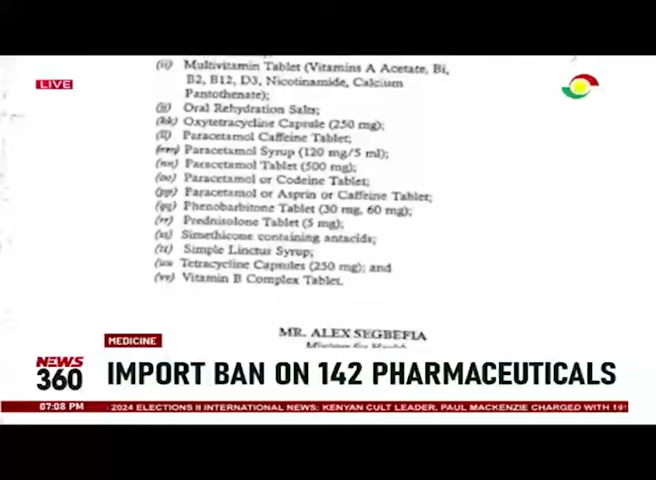 LIVE
(ii) Multivitamin Tablet (Vitamins A Acetate, Bi,
B2, B12, D3, Nicotinamide, Calcium
Pantothenate);
(jj) Oral Rehydration Salts;
(kk) Oxytetracycline Capsule (250 mg);
(ll) Paracetamol Caffeine Tablet;
(mm) Paracetamol Syrup (120 mg/5 ml);
(nn) Paracetamol Tablet (500 mg);
(oo) Paracetamol or Codeine Tablet;
(pp) Paracetamol or Asprin or Caffeine Tablet;
(qq) Phenobarbitone Tablet (30 mg, 60 mg);
(rr) Prednisolone Tablet (5 mg);
(ss) Simethicone containing antacids;
(tt) Simple Linctus Syrup;
(uu Tetracycline Capsules (250 mg); and
(vv) Vitamin B Complex Tablet.
MR. ALEX SEGBEFIA
Minister for Health
MEDICINE
NEWS
360
IMPORT BAN ON 142 PHARMACEUTICALS
07:08 PM
2024 ELECTIONS II INTERNATIONAL NEWS: KENYAN CULT LEADER, PAUL MACKENZIE CHARGED WITH 191